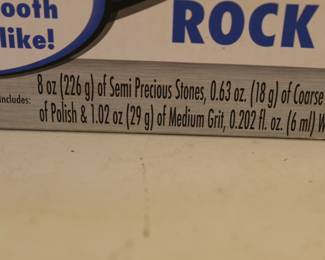 ooth
like!
ROCK
includes: 8 oz (226 g) of Semi Precious Stones, 0.63 oz. (18 g) of Coarse
of Polish & 1.02 oz (29 g) of Medium Grit, 0.202 fl. oz. (6 ml) W